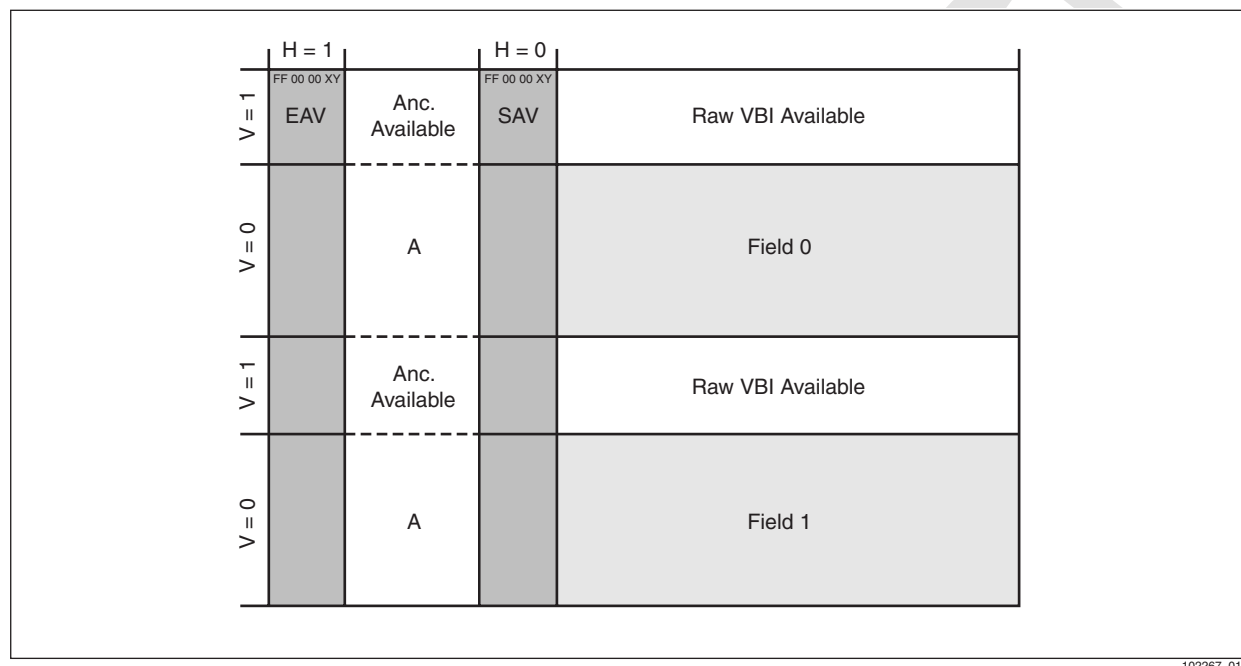 H = 1
H = 0
FF 00 00 XY
FF 00 00 XY
V = 1
EAV
Anc.
Available
SAV
Raw VBI Available
V = 0
A
Field 0
V = 1
Anc.
Available
Raw VBI Available
V = 0
A
Field 1